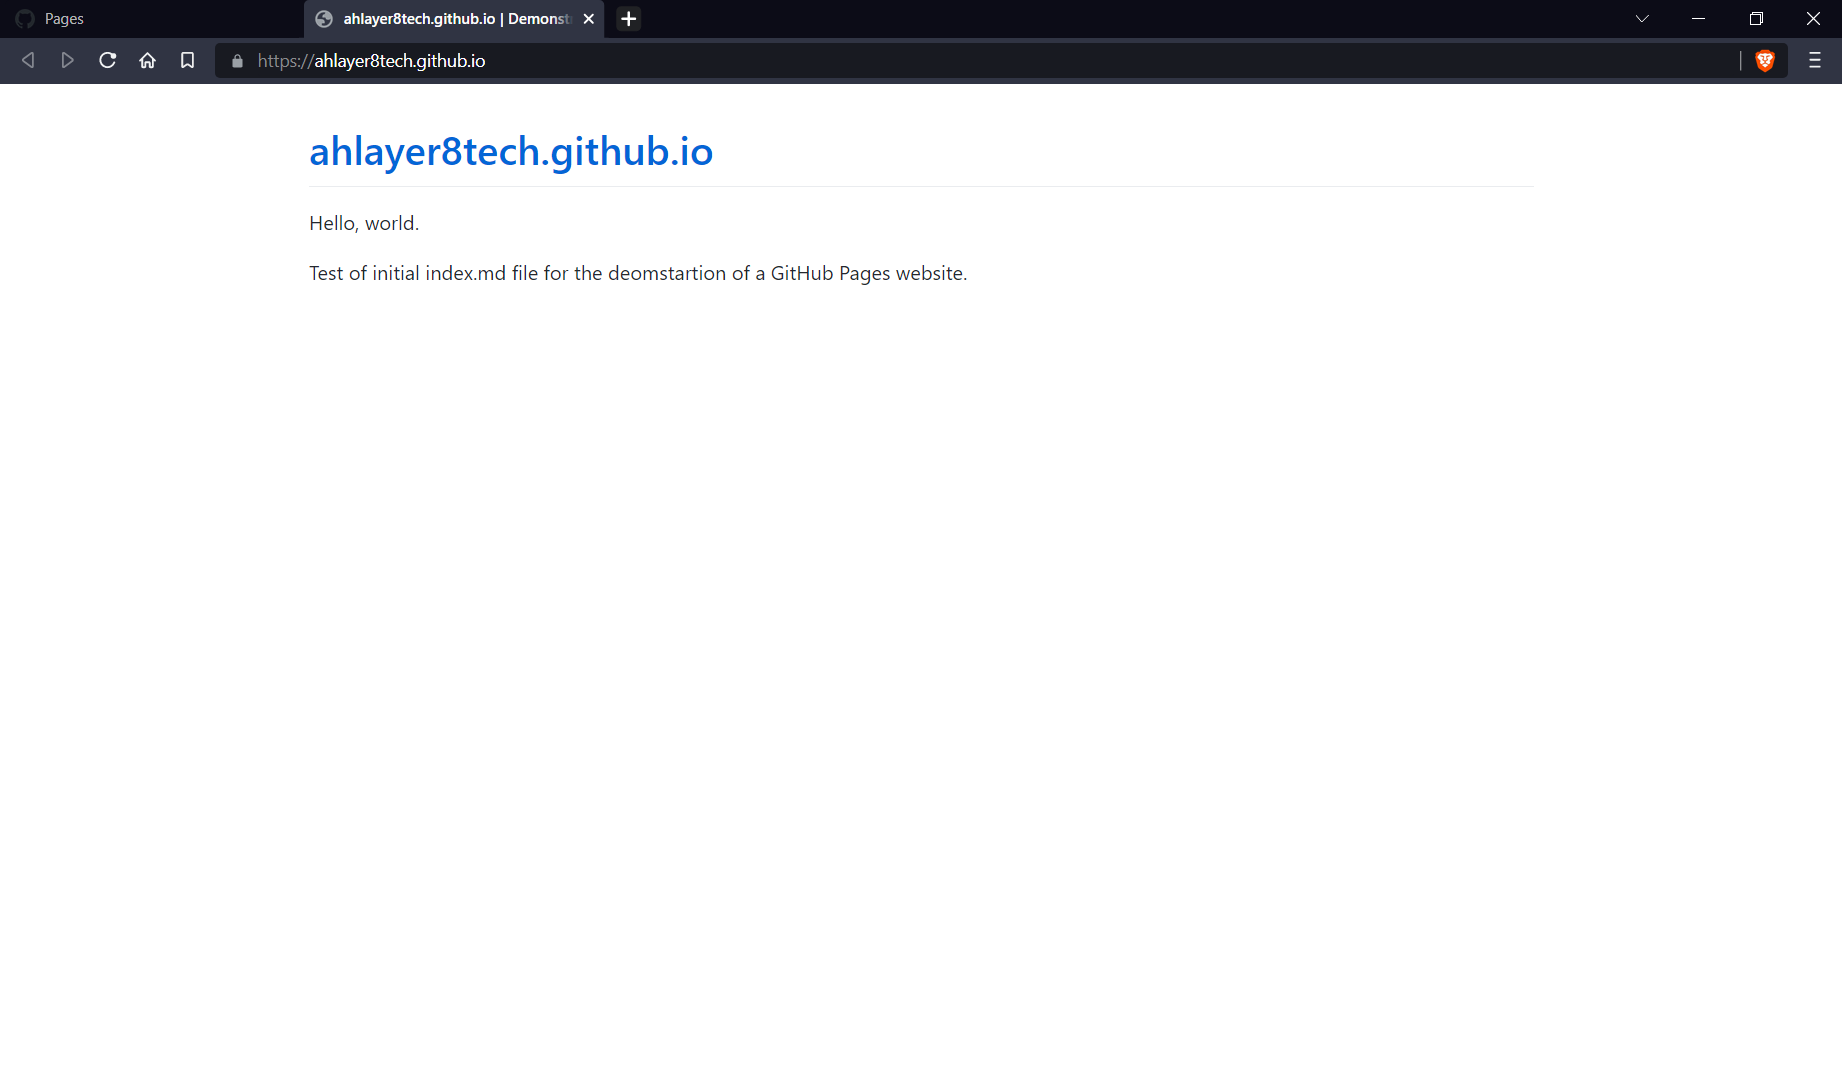 Pages
ahlayer8tech.github.io | Demonst
https://ahlayer8tech.github.io
ahlayer8tech.github.io
Hello, world.
Test of initial index.md file for the deomstartion of a GitHub Pages website.